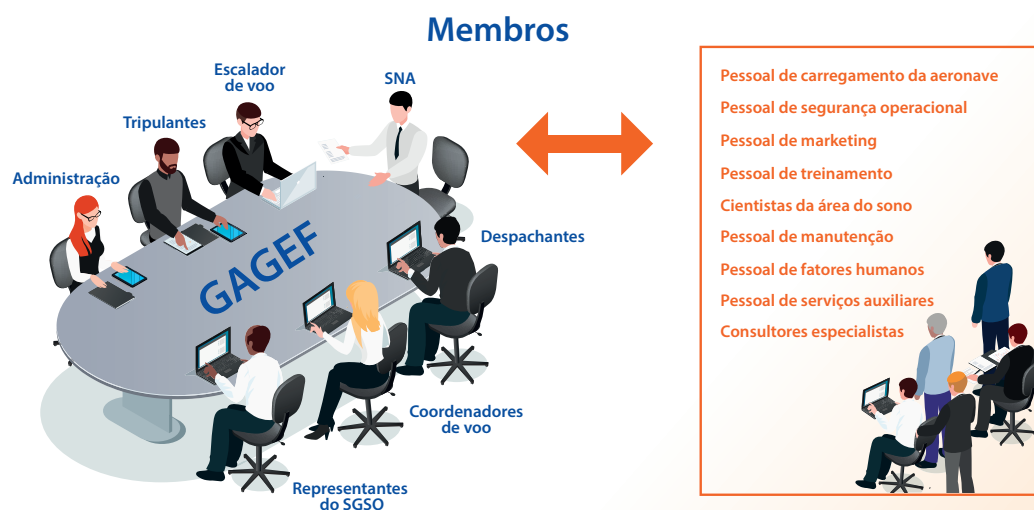 Membros
Escalador
de voo
SNA
Tripulantes
Administração
GAGEF
Despachantes
Coordenadores
de voo
Representantes
do SGSO
Pessoal de carregamento da aeronave
Pessoal de segurança operacional
Pessoal de marketing
Pessoal de treinamento
Cientistas da área do sono
Pessoal de manutenção
Pessoal de fatores humanos
Pessoal de serviços auxiliares
Consultores especialistas